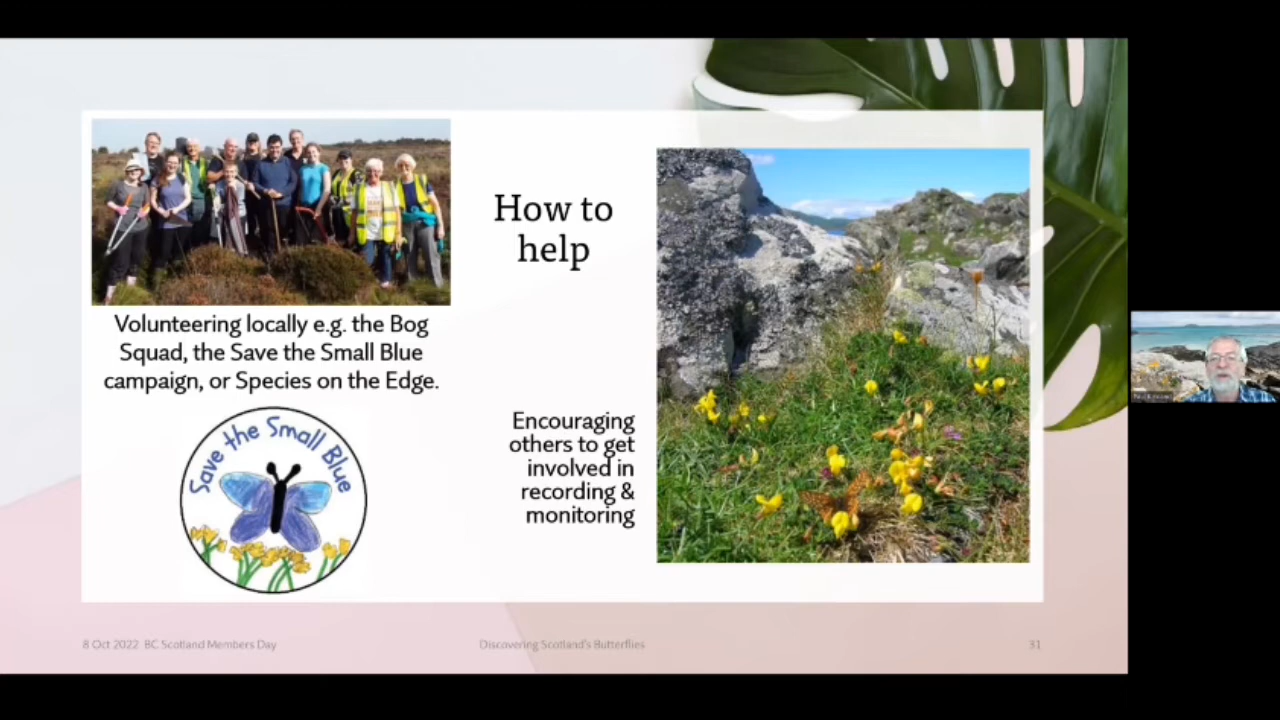 How to
help
Volunteering locally e.g. the Bog
Squad, the Save the Small Blue
campaign, or Species on the Edge.
Save the Small Blue
Encouraging
others to get
involved in
recording &
monitoring
8 Oct 2022 BC Scotland Members Day
Discovering Scotland's Butterflies
31